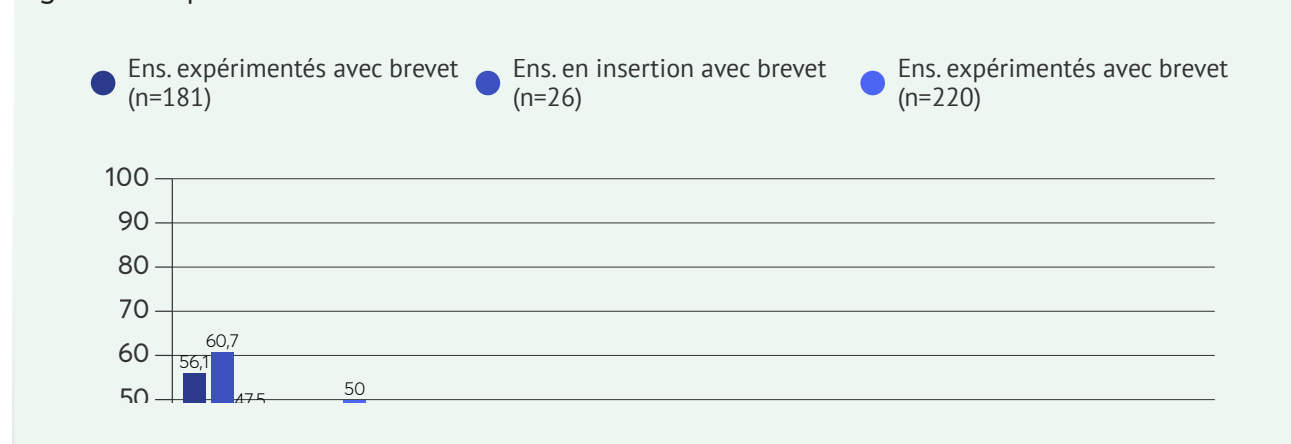 Ens. expérimentés avec brevet
(n=181)
Ens. en insertion avec brevet
(n=26)
Ens. expérimentés avec brevet
(n=220)
100
90
80
70
60,7
60
56,1
50
50
47,5